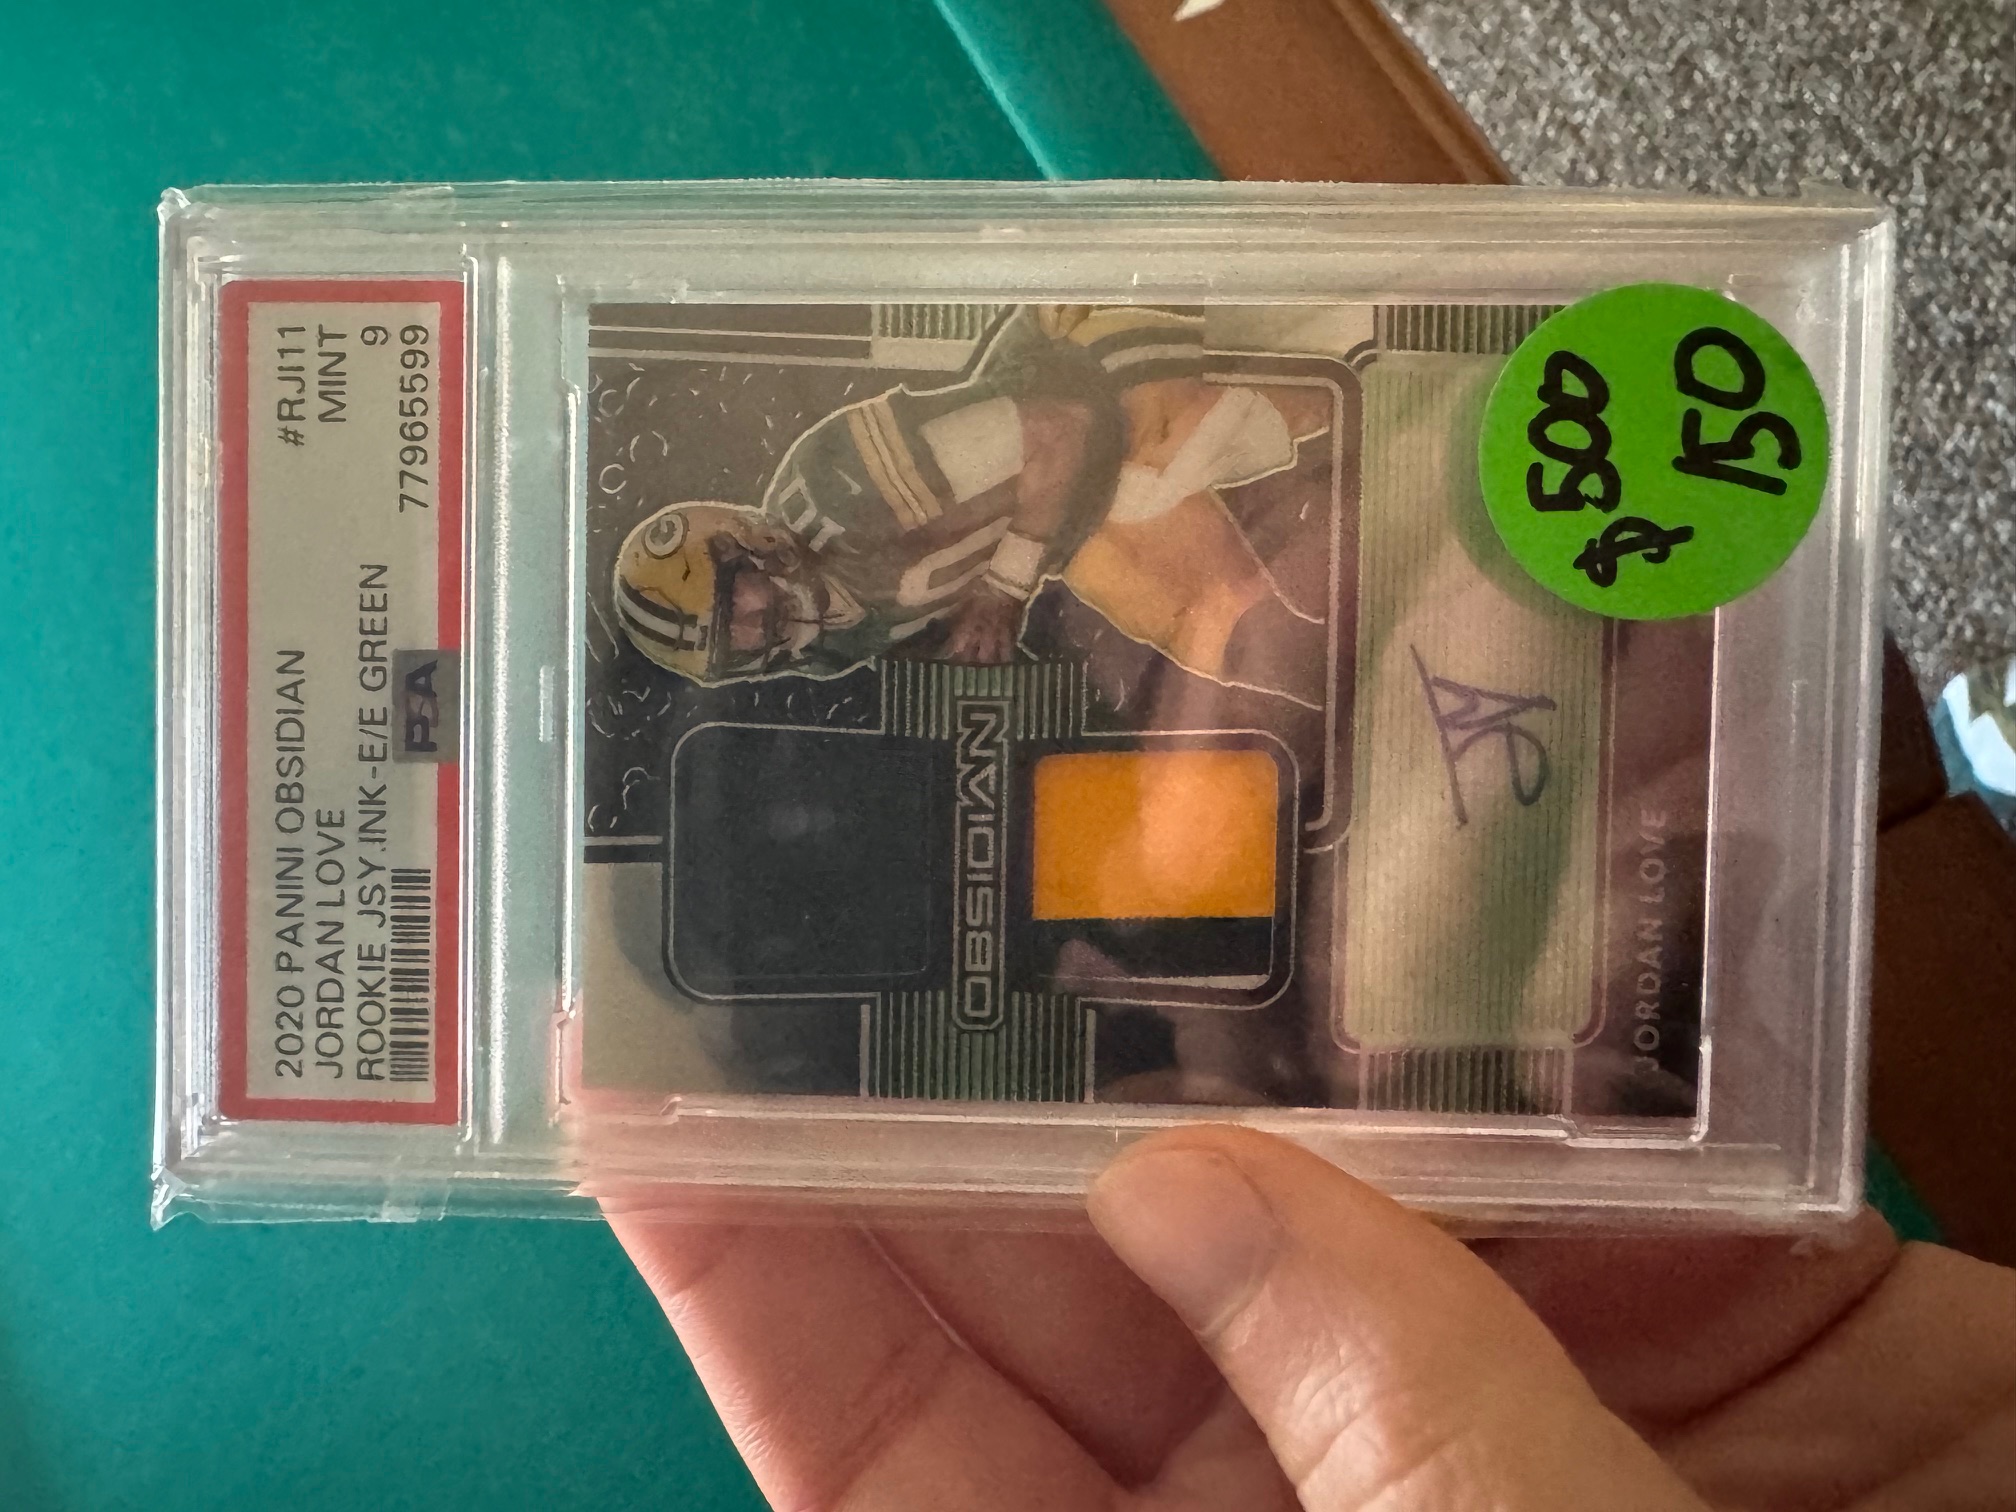 2020 PANINI OBSIDIAN #RJI11
JORDAN LOVE MINT
ROOKIE JSY.INK-E/E GREEN 9
PSA 77965599
G
10
OBSIDIAN
JORDAN LOVE
$500
150